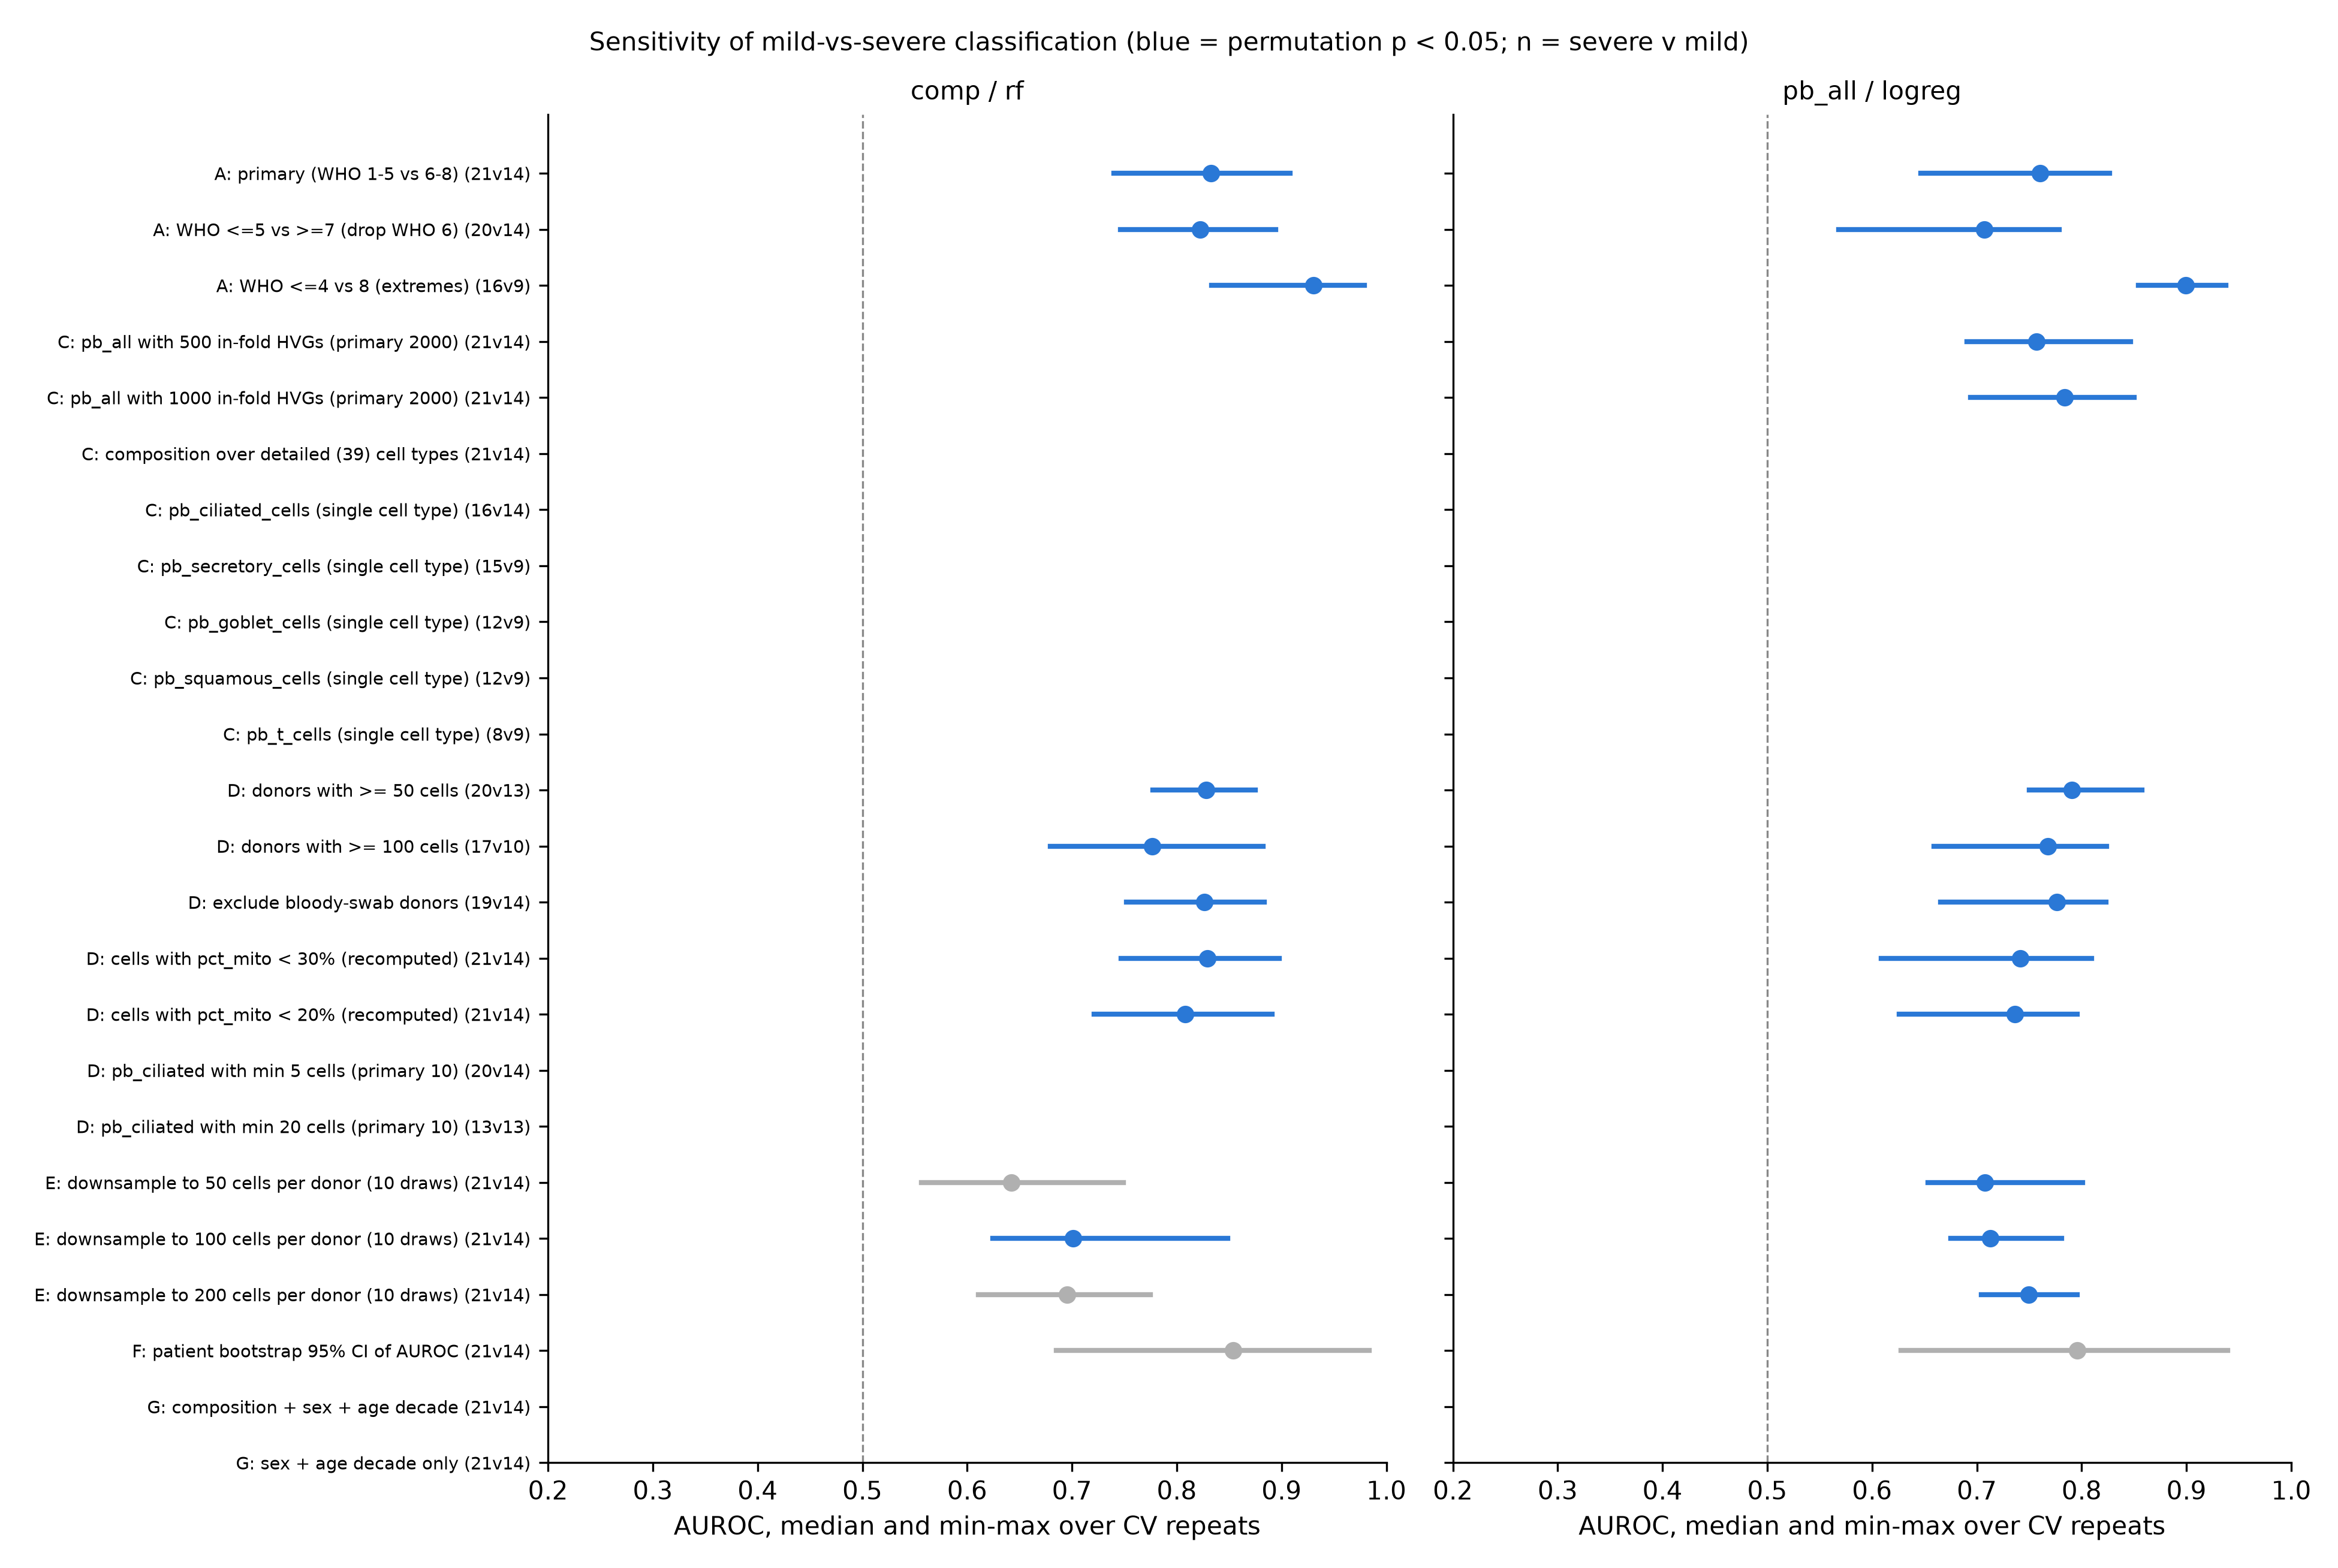 Sensitivity of mild-vs-severe classification (blue = permutation p < 0.05; n = severe v mild)
comp / rf
pb_all / logreg
A: primary (WHO 1-5 vs 6-8) (21v14)
A: WHO <=5 vs >=7 (drop WHO 6) (20v14)
A: WHO <=4 vs 8 (extremes) (16v9)
C: pb_all with 500 in-fold HVGs (primary 2000) (21v14)
C: pb_all with 1000 in-fold HVGs (primary 2000) (21v14)
C: composition over detailed (39) cell types (21v14)
C: pb_ciliated_cells (single cell type) (16v14)
C: pb_secretory_cells (single cell type) (15v9)
C: pb_goblet_cells (single cell type) (12v9)
C: pb_squamous_cells (single cell type) (12v9)
C: pb_t_cells (single cell type) (8v9)
D: donors with >= 50 cells (20v13)
D: donors with >= 100 cells (17v10)
D: exclude bloody-swab donors (19v14)
D: cells with pct_mito < 30% (recomputed) (21v14)
D: cells with pct_mito < 20% (recomputed) (21v14)
D: pb_ciliated with min 5 cells (primary 10) (20v14)
D: pb_ciliated with min 20 cells (primary 10) (13v13)
E: downsample to 50 cells per donor (10 draws) (21v14)
E: downsample to 100 cells per donor (10 draws) (21v14)
E: downsample to 200 cells per donor (10 draws) (21v14)
F: patient bootstrap 95% CI of AUROC (21v14)
G: composition + sex + age decade (21v14)
G: sex + age decade only (21v14)
0.2 0.3 0.4 0.5 0.6 0.7 0.8 0.9 1.0
0.2 0.3 0.4 0.5 0.6 0.7 0.8 0.9 1.0
AUROC, median and min-max over CV repeats
AUROC, median and min-max over CV repeats